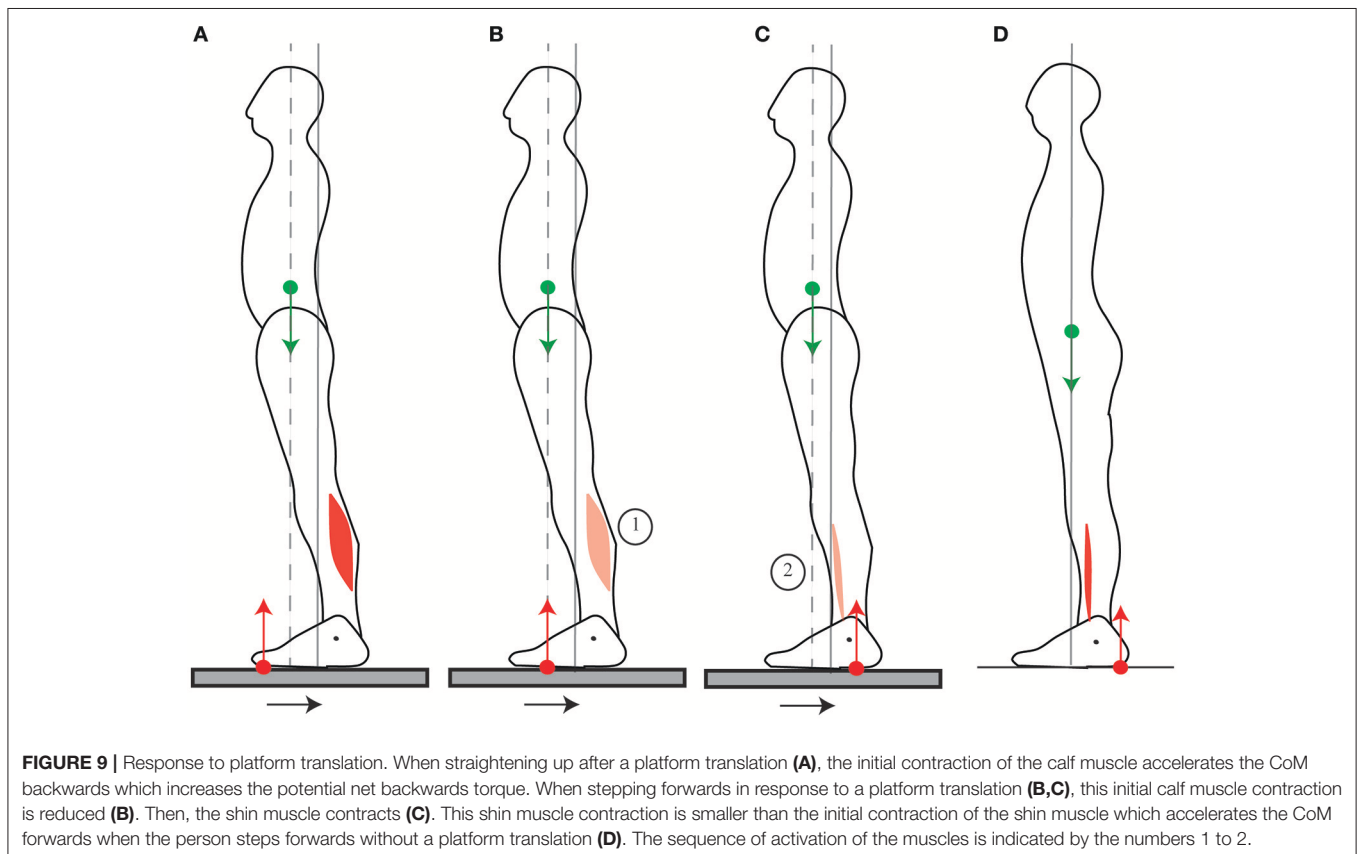 A B C D
1
2
FIGURE 9 | Response to platform translation. When straightening up after a platform translation (A), the initial contraction of the calf muscle accelerates the CoM
backwards which increases the potential net backwards torque. When stepping forwards in response to a platform translation (B,C), this initial calf muscle contraction
is reduced (B). Then, the shin muscle contracts (C). This shin muscle contraction is smaller than the initial contraction of the shin muscle which accelerates the CoM
forwards when the person steps forwards without a platform translation (D). The sequence of activation of the muscles is indicated by the numbers 1 to 2.